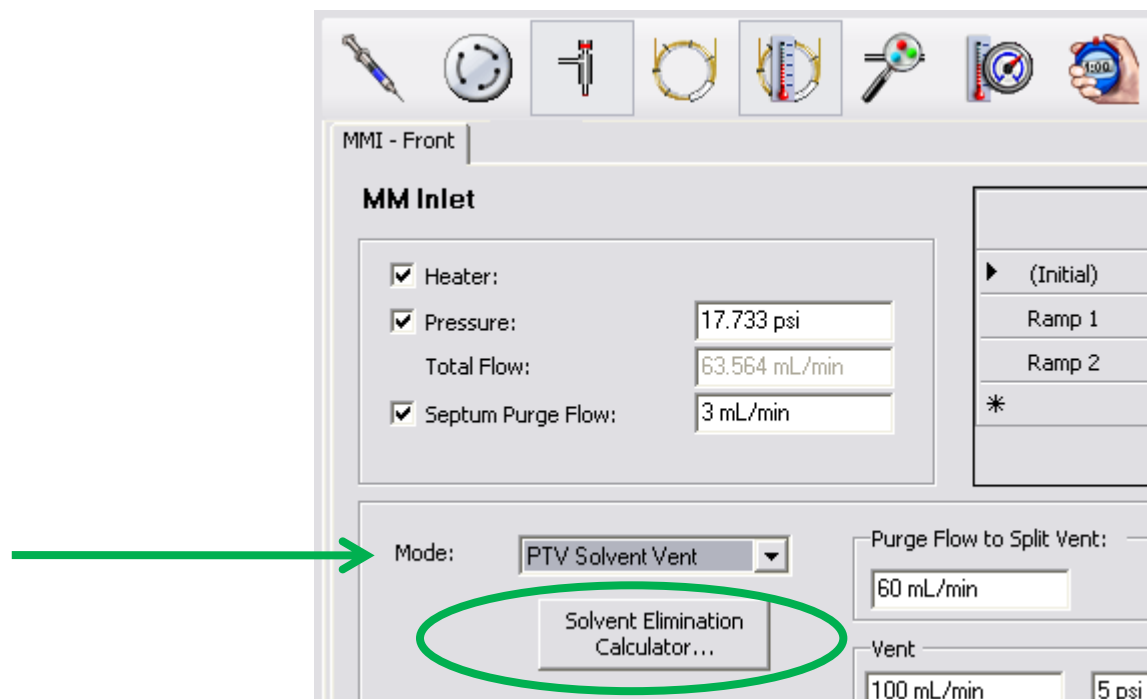 1:00
MMI - Front
MM Inlet
Heater:
Pressure: 17.733 psi
Total Flow: 63.564 mL/min
Septum Purge Flow: 3 mL/min
(Initial)
Ramp 1
Ramp 2
*
Mode: PTV Solvent Vent
Solvent Elimination
Calculator...
Purge Flow to Split Vent:
60 mL/min
Vent
100 mL/min 5 psi